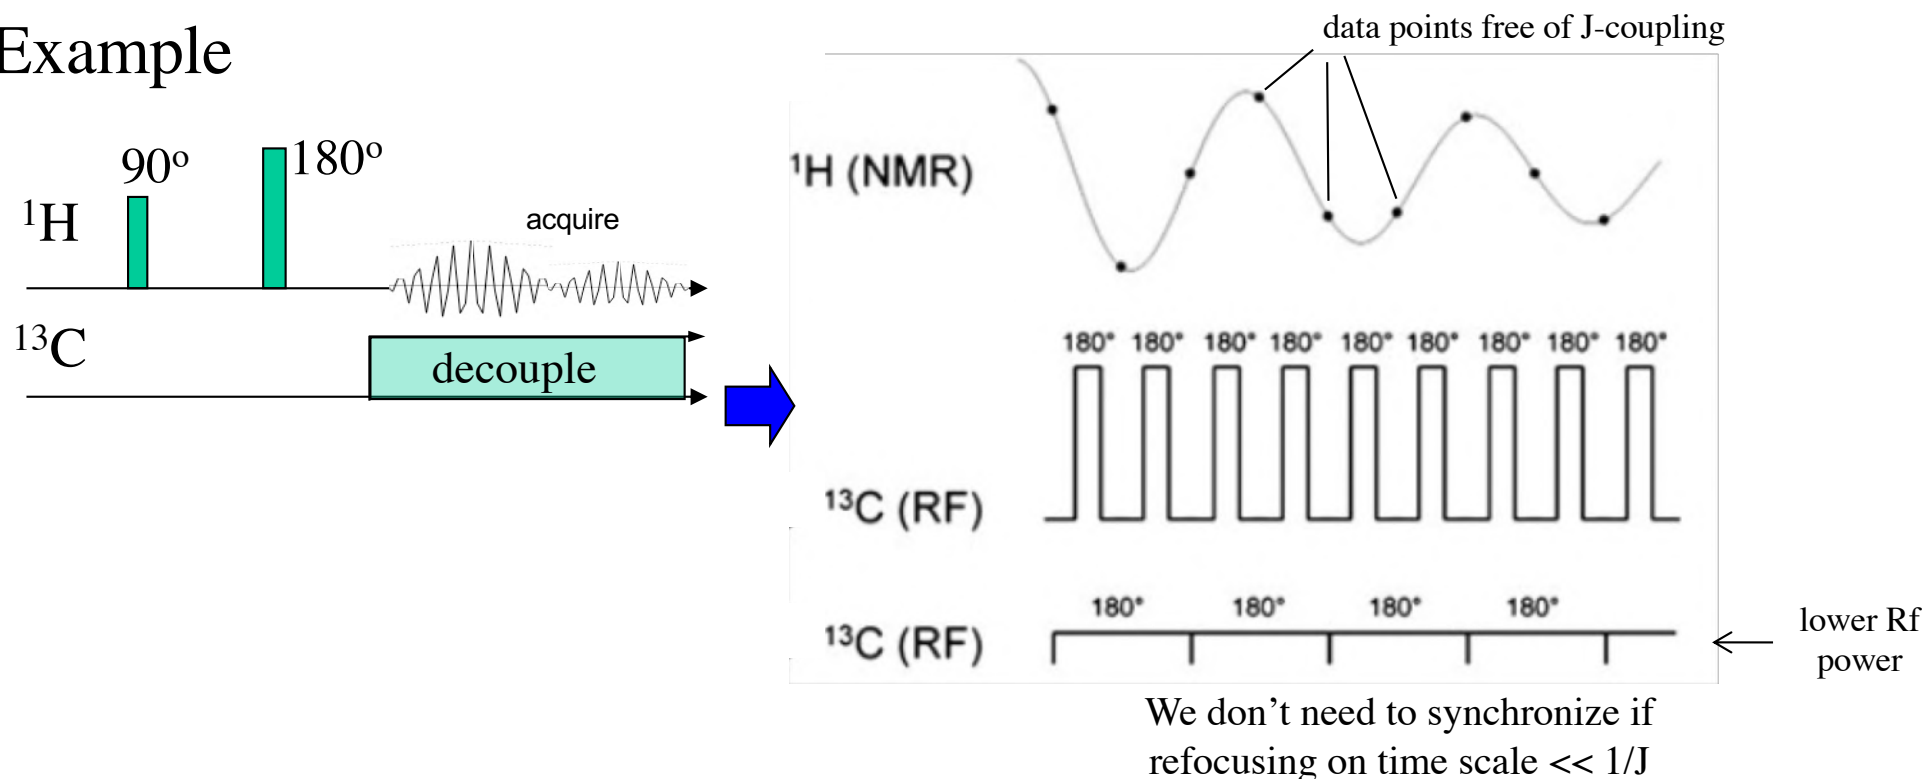 Example
data points free of J-coupling
90º
180º
¹H
acquire
¹³C
decouple
¹H (NMR)
180° 180° 180° 180° 180° 180° 180° 180° 180°
¹³C (RF)
180° 180° 180° 180°
¹³C (RF)
lower Rf
power
We don’t need to synchronize if
refocusing on time scale << 1/J